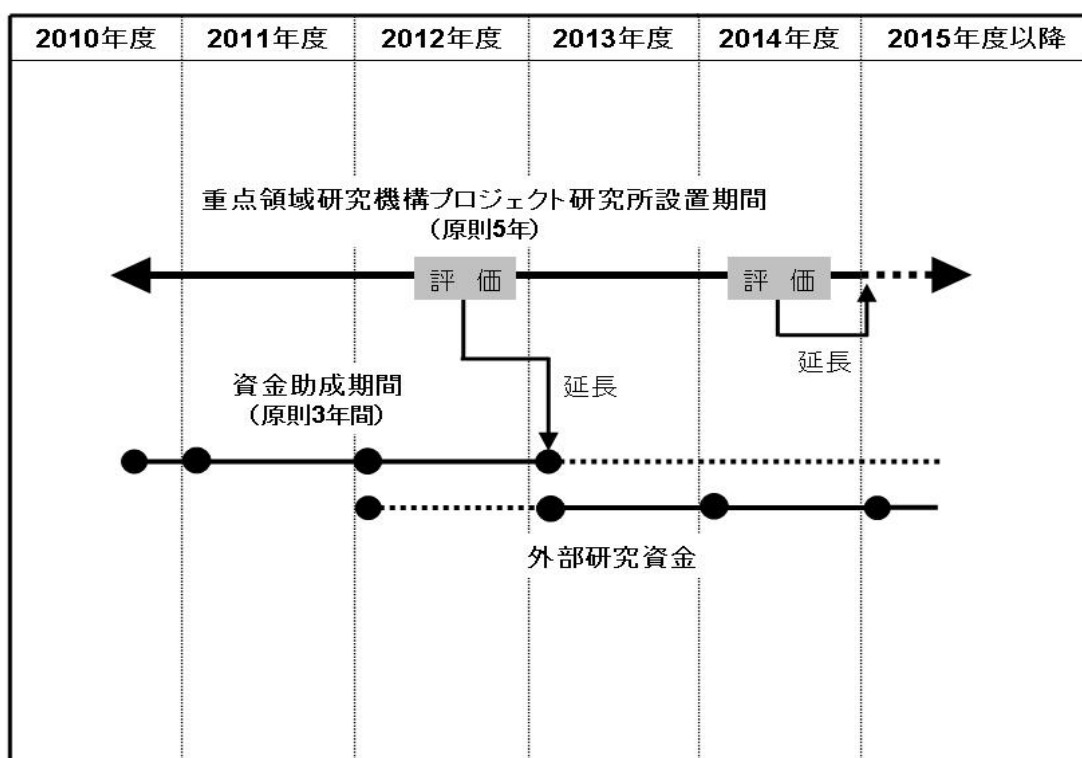 2010年度 2011年度 2012年度 2013年度 2014年度 2015年度以降
重点領域研究機構プロジェクト研究所設置期間
(原則5年)
評　価 評　価
延長
資金助成期間
(原則3年間)
延長
外部研究資金